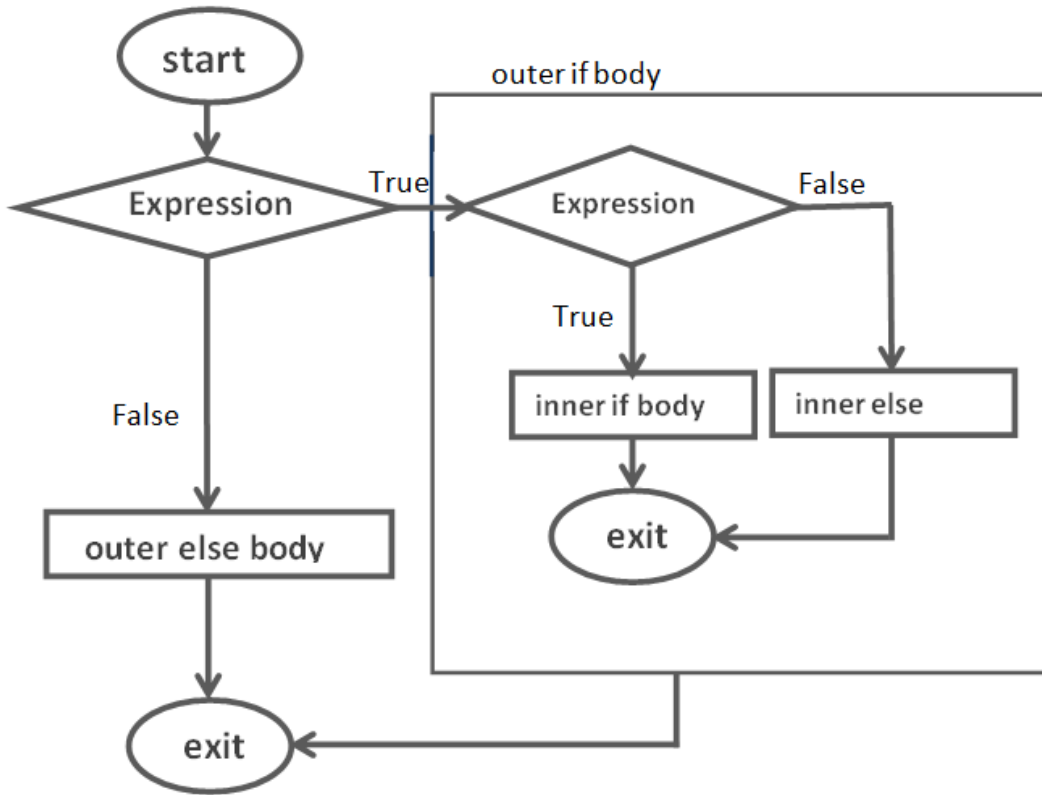 start
outer if body
Expression
True
Expression
False
True
inner if body
inner else
False
exit
outer else body
exit